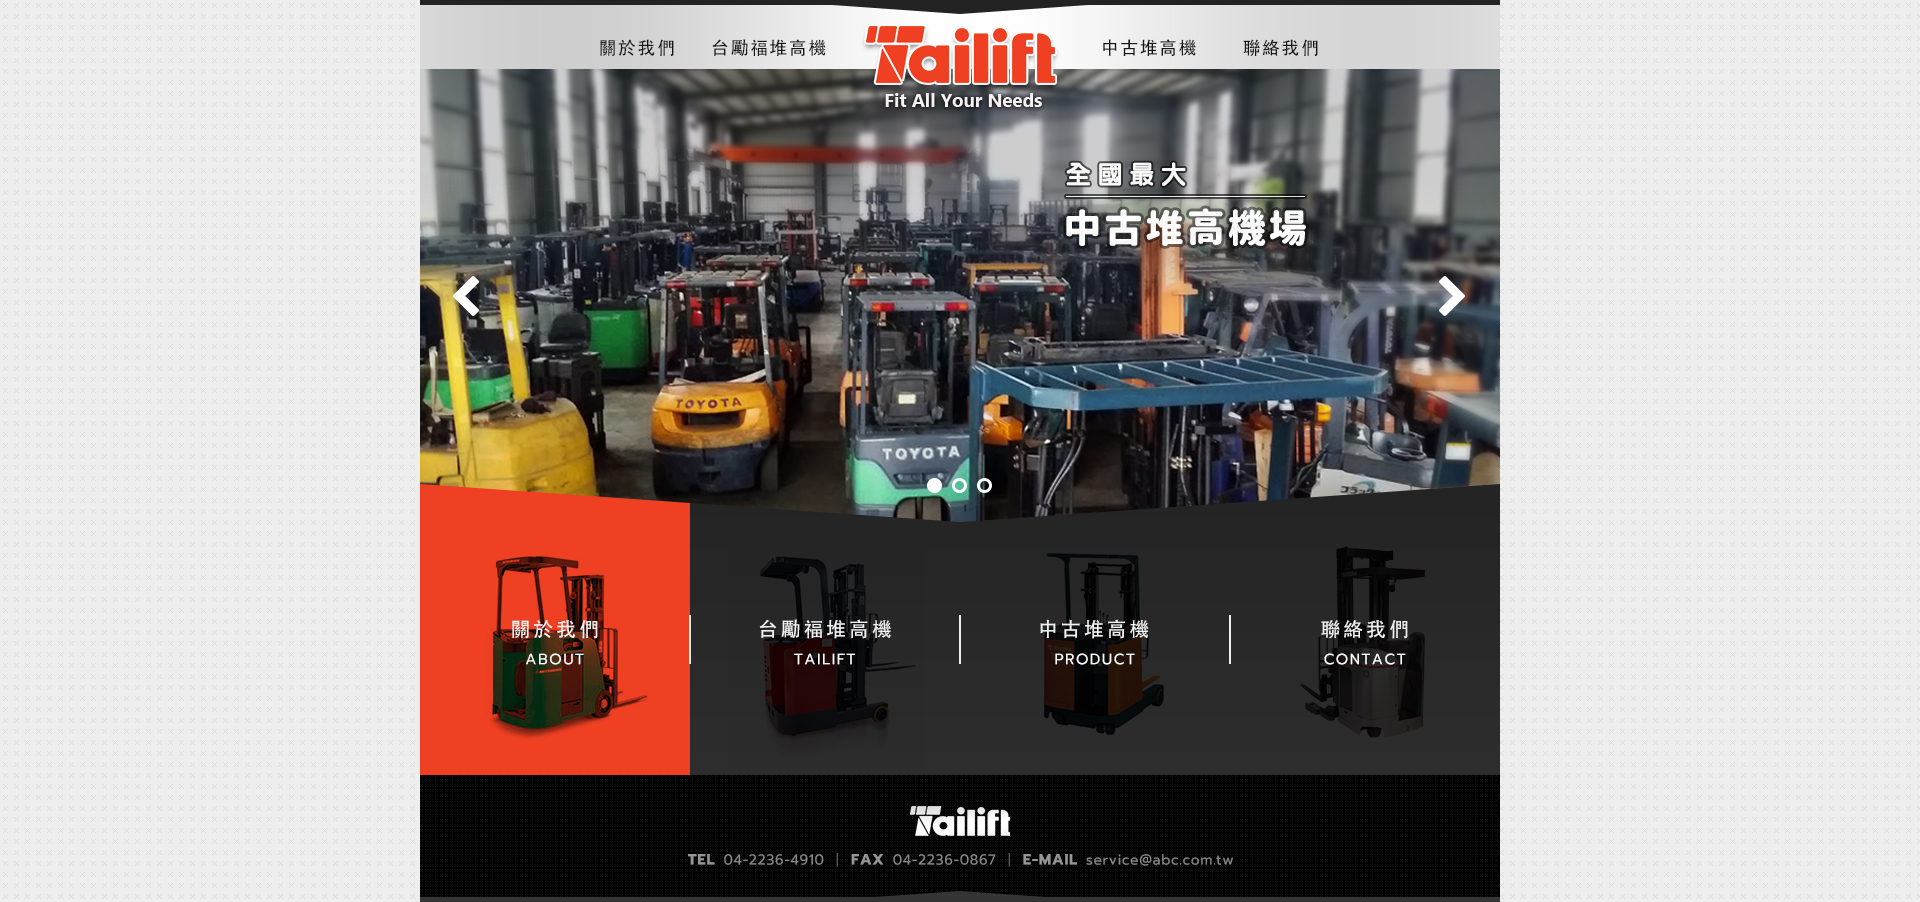 關於我們 台勵福堆高機 Tailift 中古堆高機 聯絡我們
Fit All Your Needs
全國最大
中古堆高機場
TOYOTA
TOYOTA
關於我們 台勵福堆高機 中古堆高機 聯絡我們
ABOUT TAILIFT PRODUCT CONTACT
Tailift
TEL 04-2236-4910 | FAX 04-2236-0867 | E-MAIL service@abc.com.tw